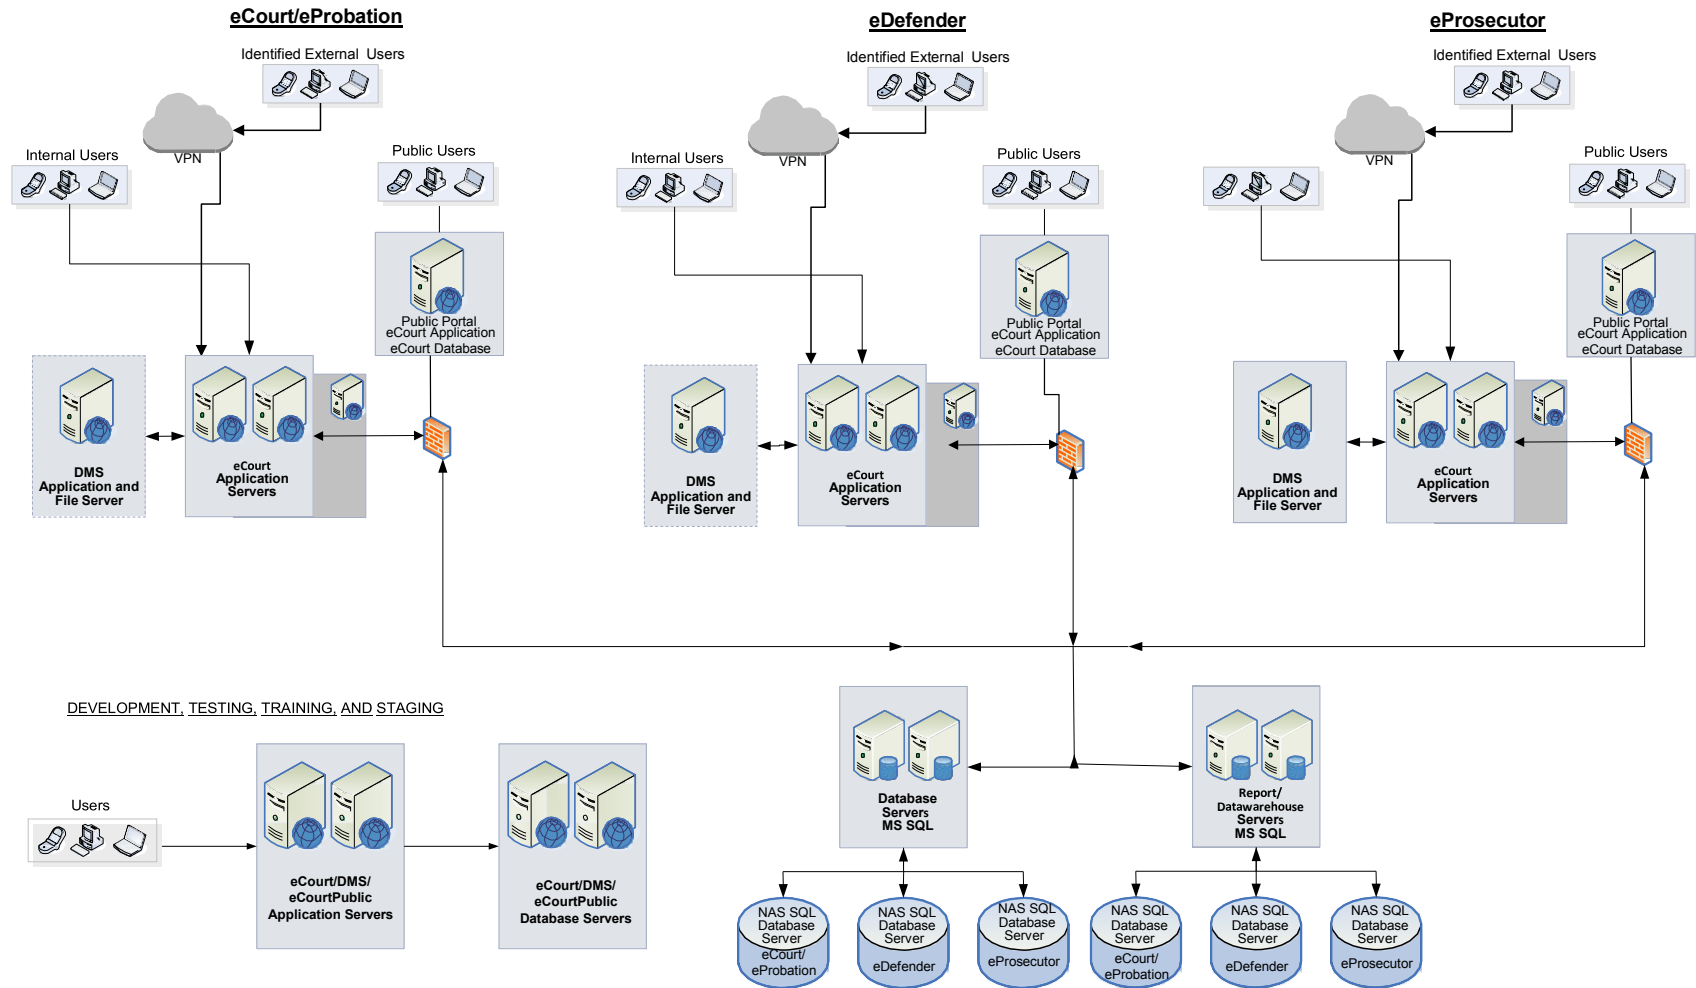 eCourt/eProbation
Identified External Users
VPN
Internal Users
Public Users
Public Portal
eCourt Application
eCourt Database
DMS
Application and
File Server
eCourt
Application
Servers
eDefender
Identified External Users
VPN
Internal Users
Public Users
Public Portal
eCourt Application
eCourt Database
DMS
Application and
File Server
eCourt
Application
Servers
eProsecutor
Identified External Users
VPN
Public Users
Public Portal
eCourt Application
eCourt Database
DMS
Application and
File Server
eCourt
Application
Servers
DEVELOPMENT, TESTING, TRAINING, AND STAGING
Users
eCourt/DMS/
eCourtPublic
Application Servers
eCourt/DMS/
eCourtPublic
Database Servers
Database
Servers
MS SQL
Report/
Datawarehouse
Servers
MS SQL
NAS SQL
Database
Server
eCourt/
eProbation
NAS SQL
Database
Server
eDefender
NAS SQL
Database
Server
eProsecutor
NAS SQL
Database
Server
eCourt/
eProbation
NAS SQL
Database
Server
eDefender
NAS SQL
Database
Server
eProsecutor